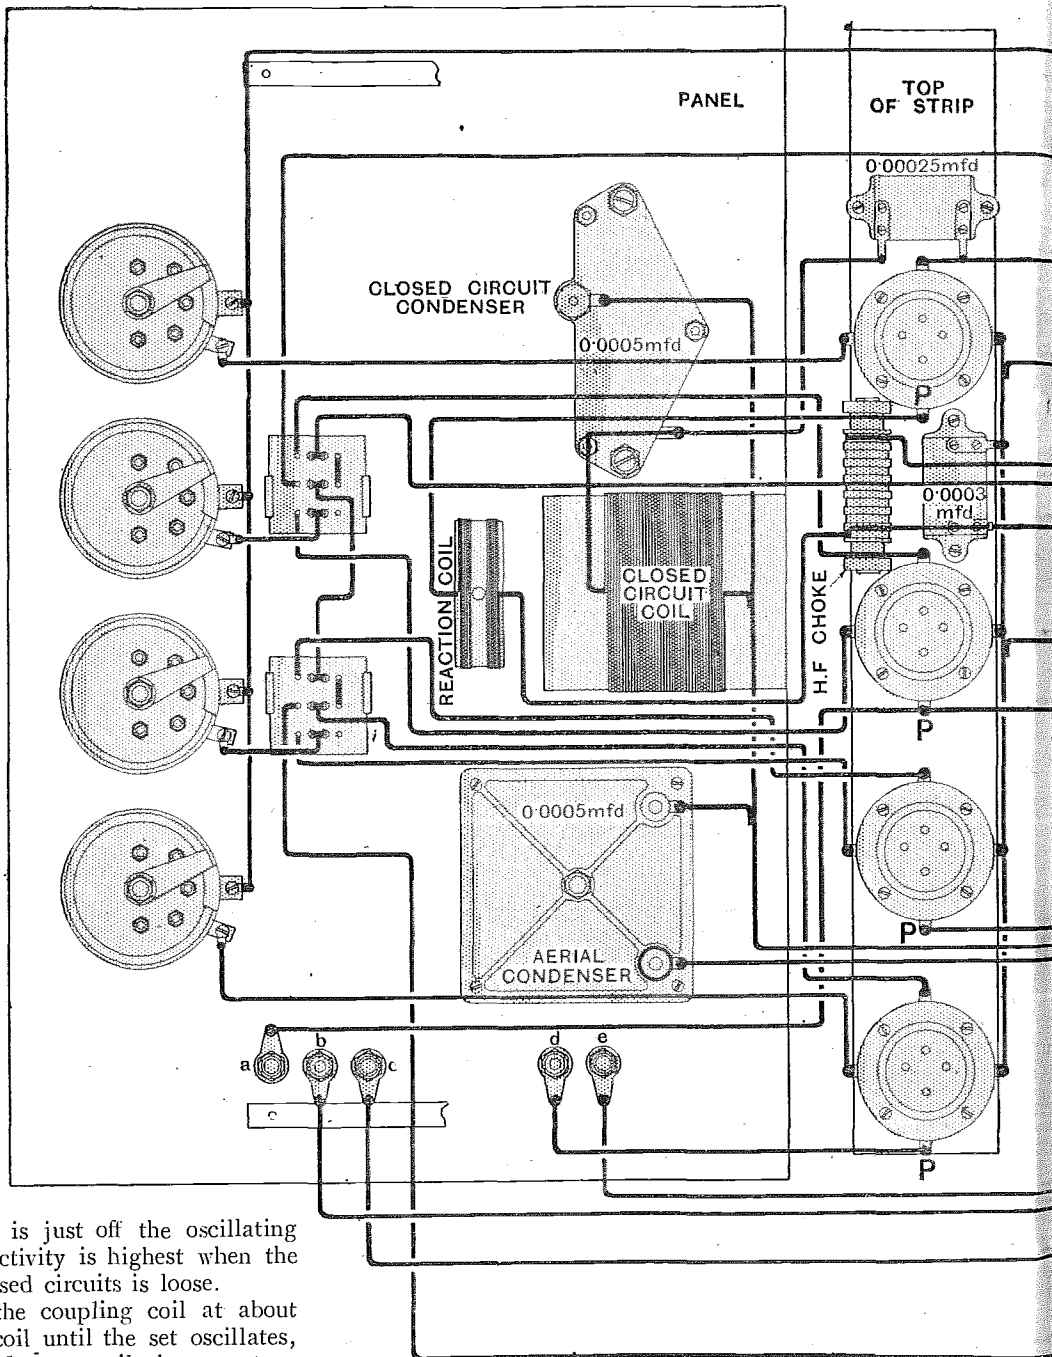 PANEL
TOP
OF STRIP
0·00025mfd
CLOSED CIRCUIT
CONDENSER
0·0005mfd
P
0·0003
mfd
REACTION COIL
CLOSED
CIRCUIT
COIL
H.F CHOKE
P
0·0005mfd
AERIAL
CONDENSER
P
a
b
c
d
e
P
is just off the oscillating
ctivity is highest when the
sed circuits is loose.
the coupling coil at about
coil until the set oscillates,